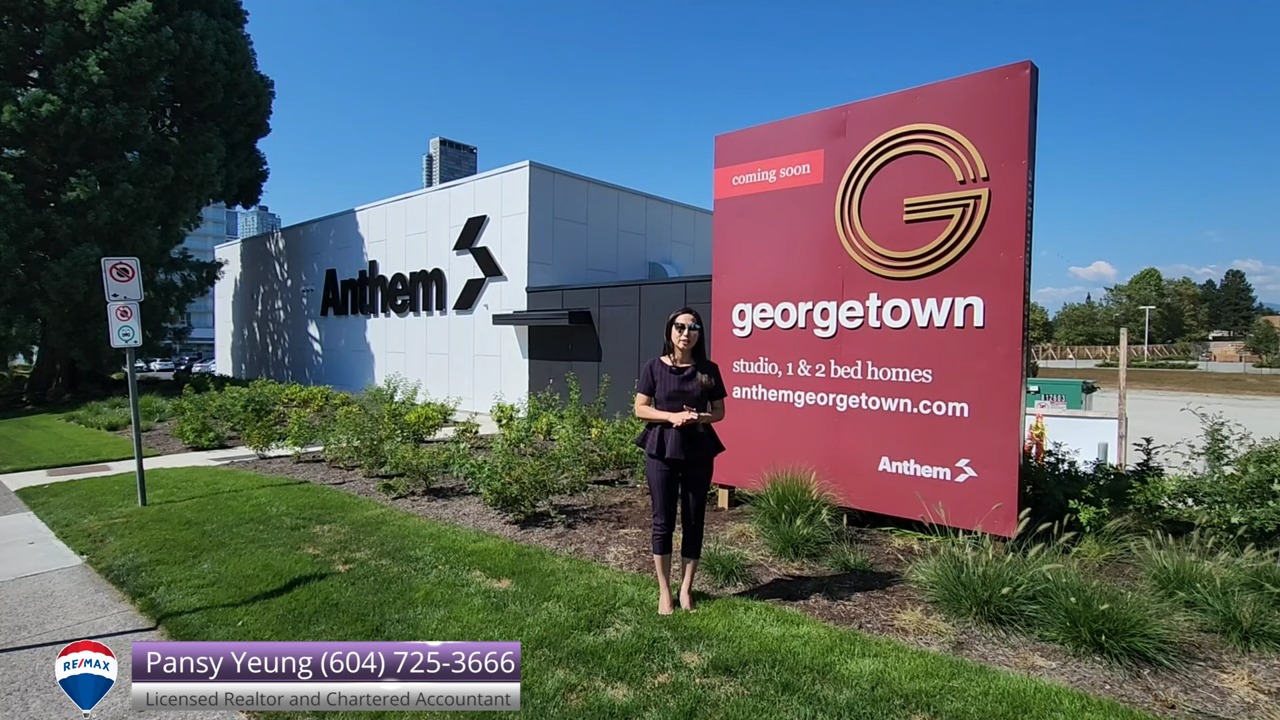 Anthem
coming soon
G
georgetown
studio, 1 & 2 bed homes
anthemgeorgetown.com
Anthem
RE/MAX
Pansy Yeung (604) 725-3666
Licensed Realtor and Chartered Accountant